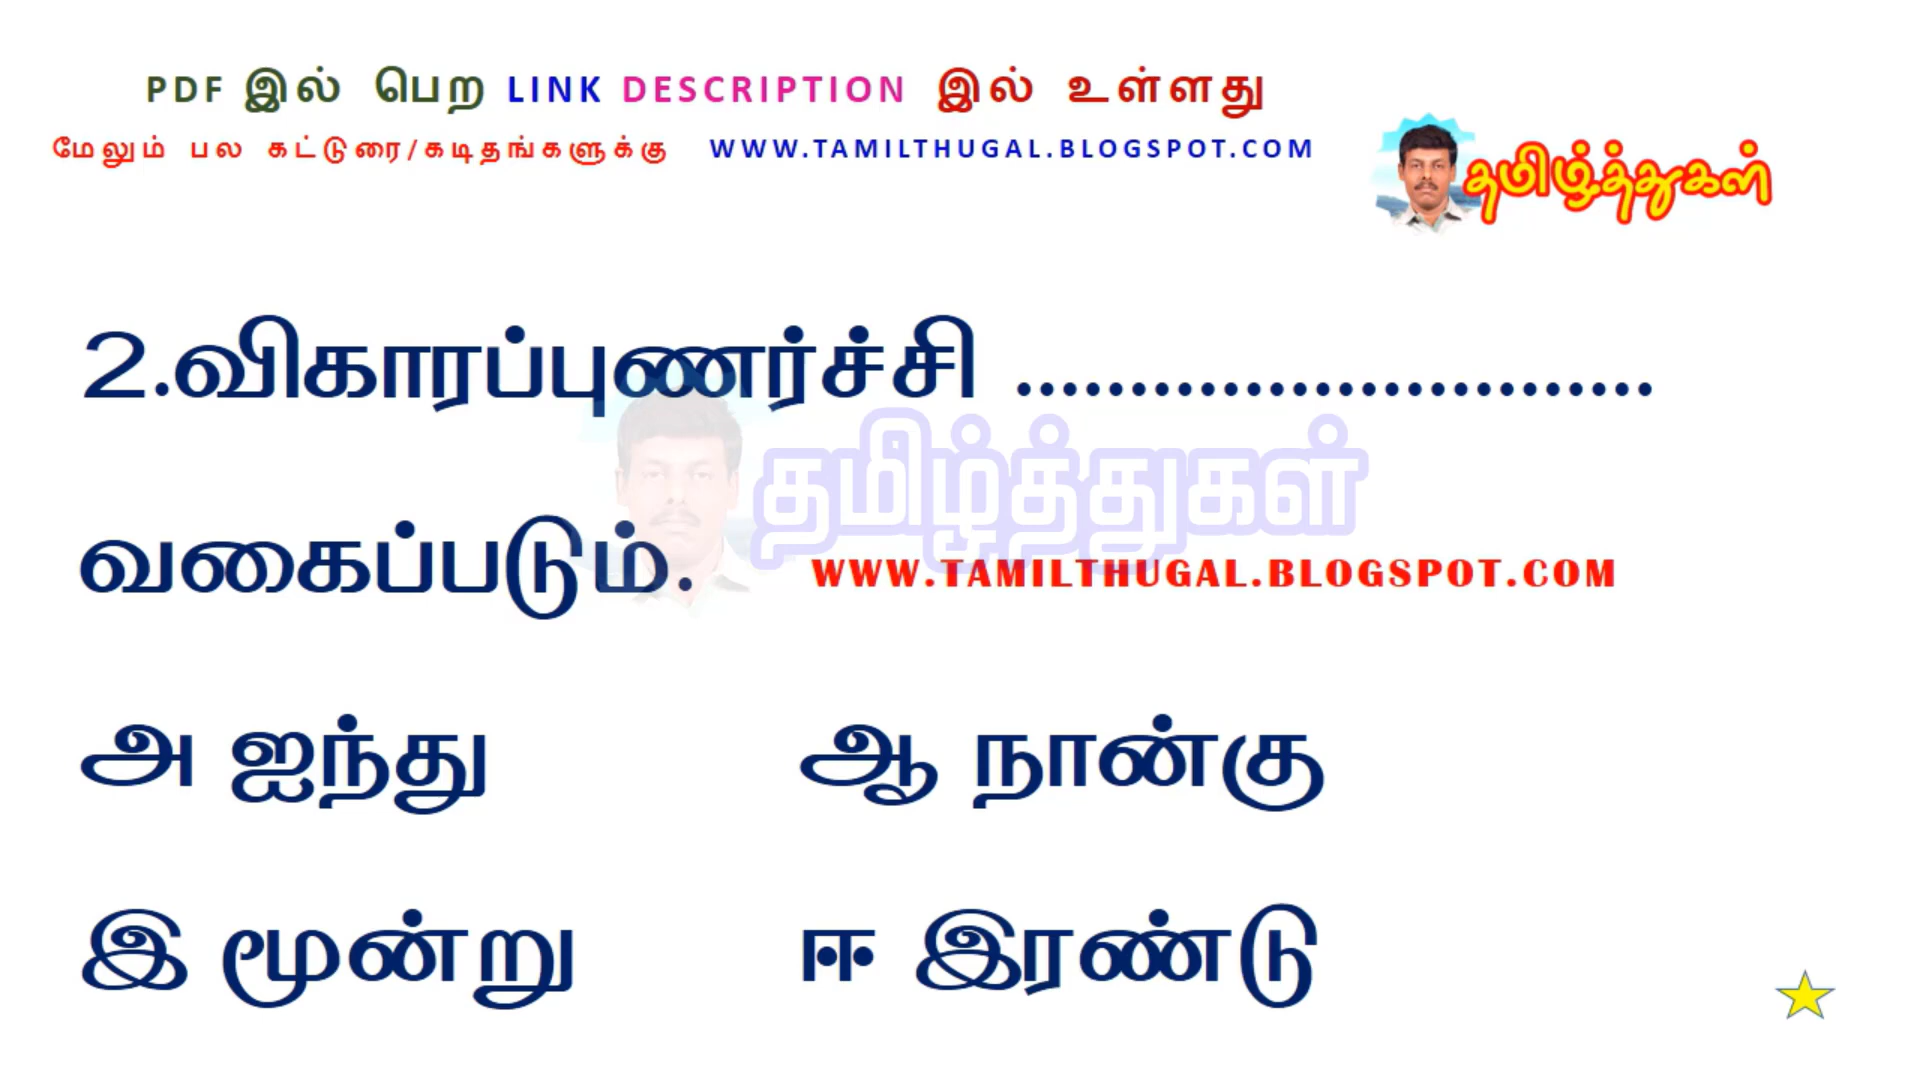 PDF இல் பெற LINK DESCRIPTION இல் உள்ளது
மேலும் பல கட்டுரை/கடிதங்களுக்கு WWW.TAMILTHUGAL.BLOGSPOT.COM
தமிழ்த்துகள்
2.விகாரப்புணர்ச்சி ............................
தமிழ்த்துகள்
வகைப்படும்.
WWW.TAMILTHUGAL.BLOGSPOT.COM
அ ஐந்து ஆ நான்கு
இ மூன்று ஈ இரண்டு